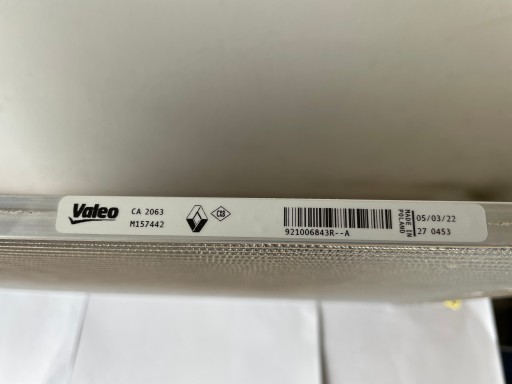 Valeo
CA 2063
M157442
921006843R--A
MADE IN
POLAND
05/03/22
27 0453